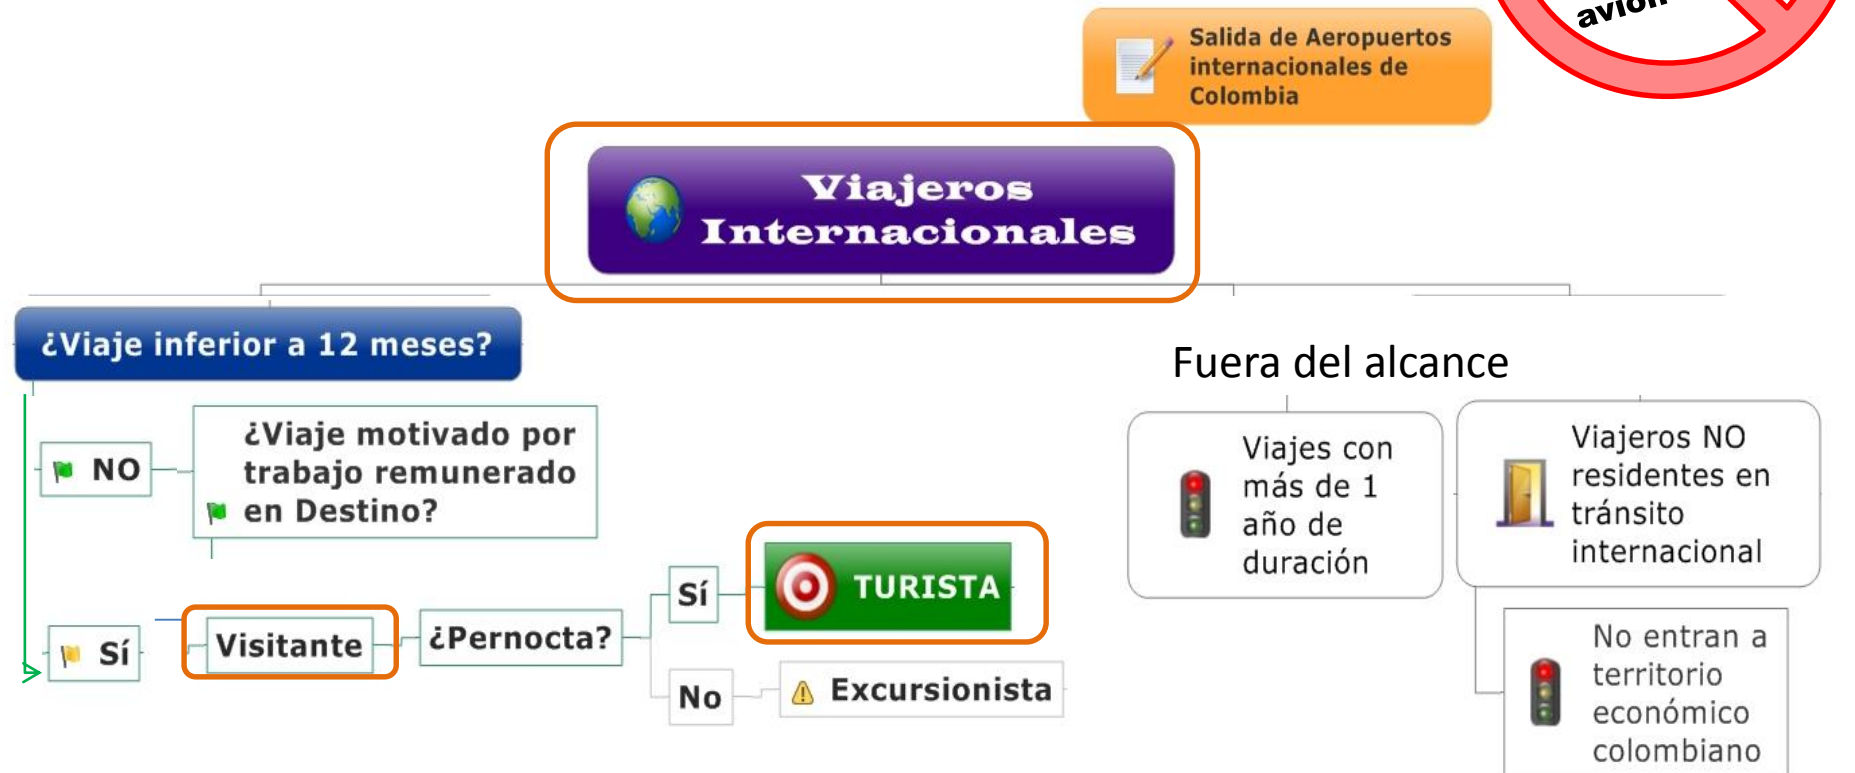 avión
Salida de Aeropuertos
internacionales de
Colombia
Viajeros
Internacionales
¿Viaje inferior a 12 meses?
Fuera del alcance
NO
¿Viaje motivado por
trabajo remunerado
en Destino?
Viajes con
más de 1
año de
duración
Viajeros NO
residentes en
tránsito
internacional
Sí
Visitante
¿Pernocta?
Sí
TURISTA
No
Excursionista
No entran a
territorio
económico
colombiano